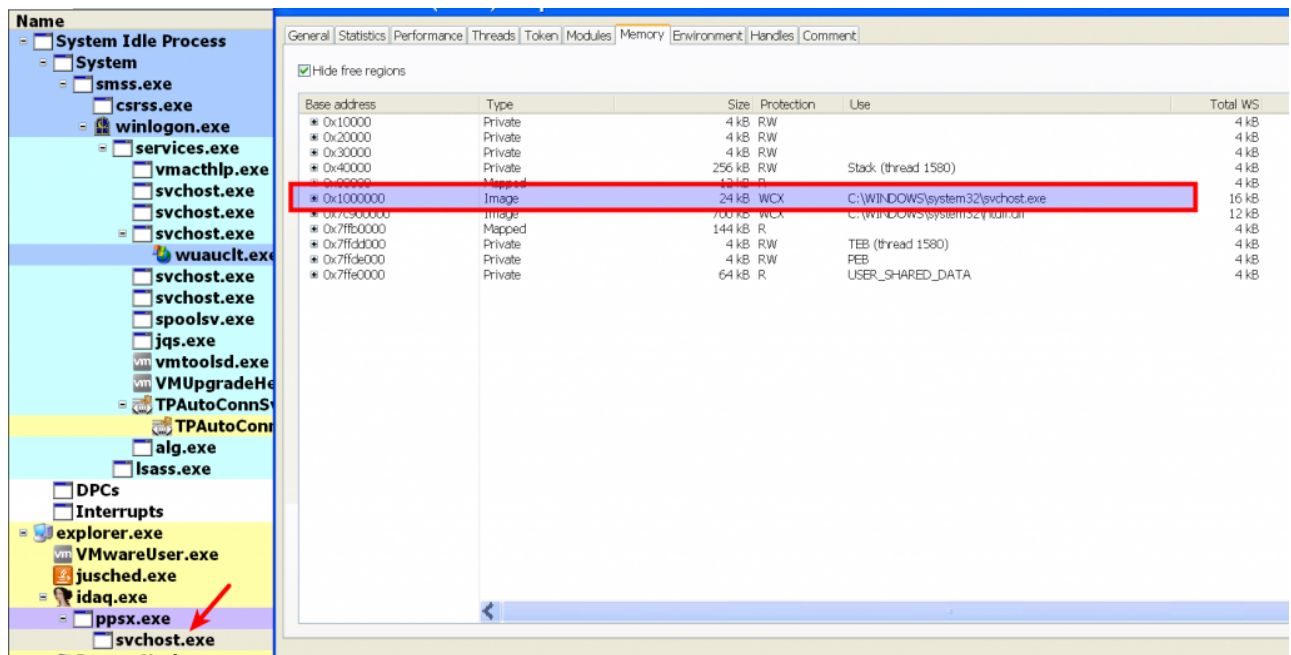 Name
System Idle Process
System
smss.exe
csrss.exe
winlogon.exe
services.exe
vmacthlp.exe
svchost.exe
svchost.exe
svchost.exe
wuauclt.exe
svchost.exe
svchost.exe
spoolsv.exe
jqs.exe
vmtoolsd.exe
VMUpgradeHe
TPAutoConnSv
TPAutoConn
alg.exe
lsass.exe
DPCs
Interrupts
explorer.exe
VMwareUser.exe
jusched.exe
idaq.exe
ppsx.exe
svchost.exe
General Statistics Performance Threads Token Modules Memory Environment Handles Comment
Hide free regions
Base address Type Size Protection Use Total WS
0x10000 Private 4 kB RW 4 kB
0x20000 Private 4 kB RW 4 kB
0x30000 Private 4 kB RW 4 kB
0x40000 Private 256 kB RW Stack (thread 1580) 4 kB
Mapped 12 kB R 4 kB
0x1000000 Image 24 kB WCX C:\WINDOWS\system32\svchost.exe 16 kB
0x7c900000 Image 700 kB WCX C:\WINDOWS\system32\ntdll.dll 12 kB
0x7ffb0000 Mapped 144 kB R 4 kB
0x7ffdd000 Private 4 kB RW TEB (thread 1580) 4 kB
0x7ffde000 Private 4 kB RW PEB 4 kB
0x7ffe0000 Private 64 kB R USER_SHARED_DATA 4 kB